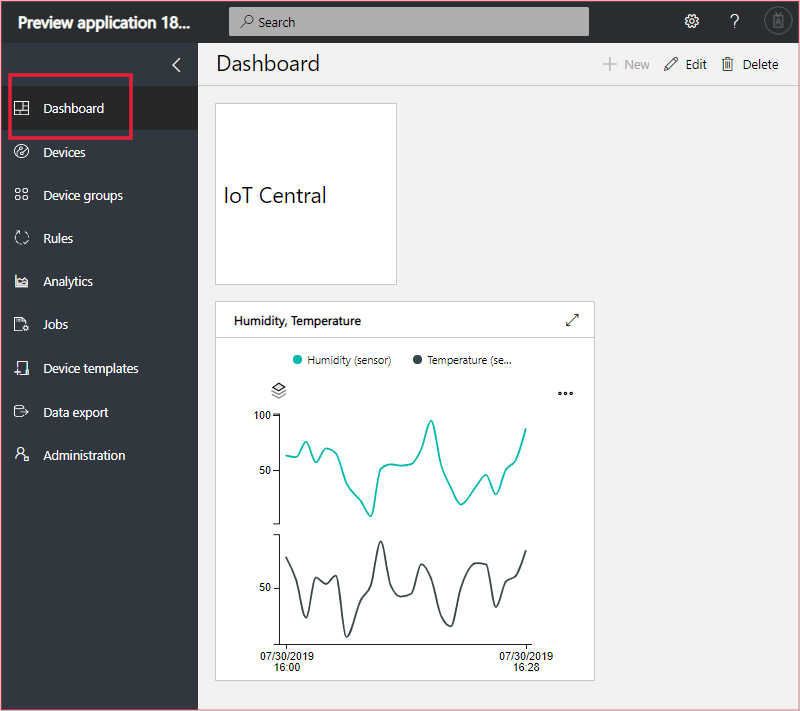 Preview application 18...
Search
?
Dashboard
Devices
Device groups
Rules
Analytics
Jobs
Device templates
Data export
Administration
Dashboard
New
Edit
Delete
IoT Central
Humidity, Temperature
Humidity (sensor)
Temperature (se...
100
50
50
07/30/2019
16:00
07/30/2019
16:28